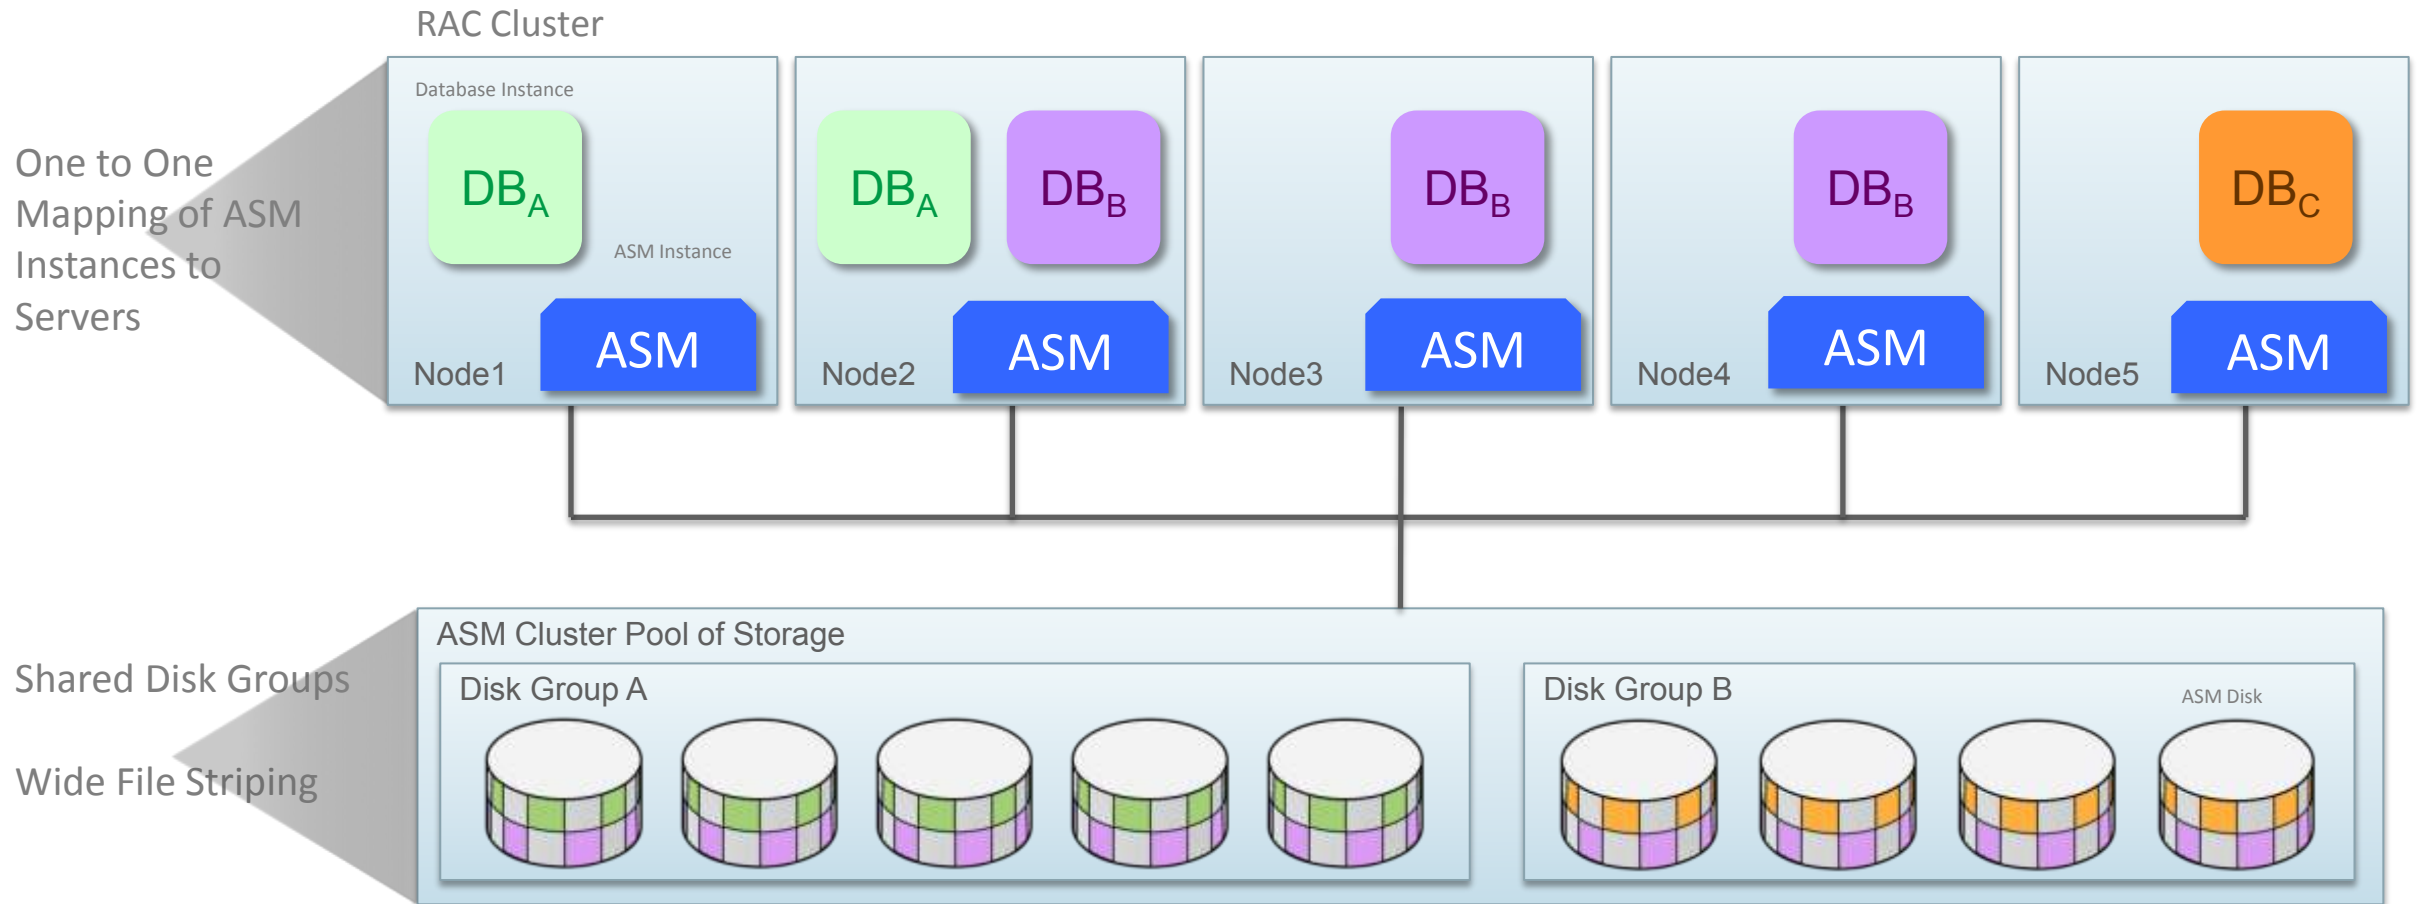 RAC Cluster
Database Instance
DBA
ASM Instance
ASM
Node1
DBA
DBB
ASM
Node2
DBB
ASM
Node3
DBB
ASM
Node4
DBC
ASM
Node5
One to One
Mapping of ASM
Instances to
Servers
ASM Cluster Pool of Storage
Shared Disk Groups
Wide File Striping
Disk Group A
Disk Group B
ASM Disk